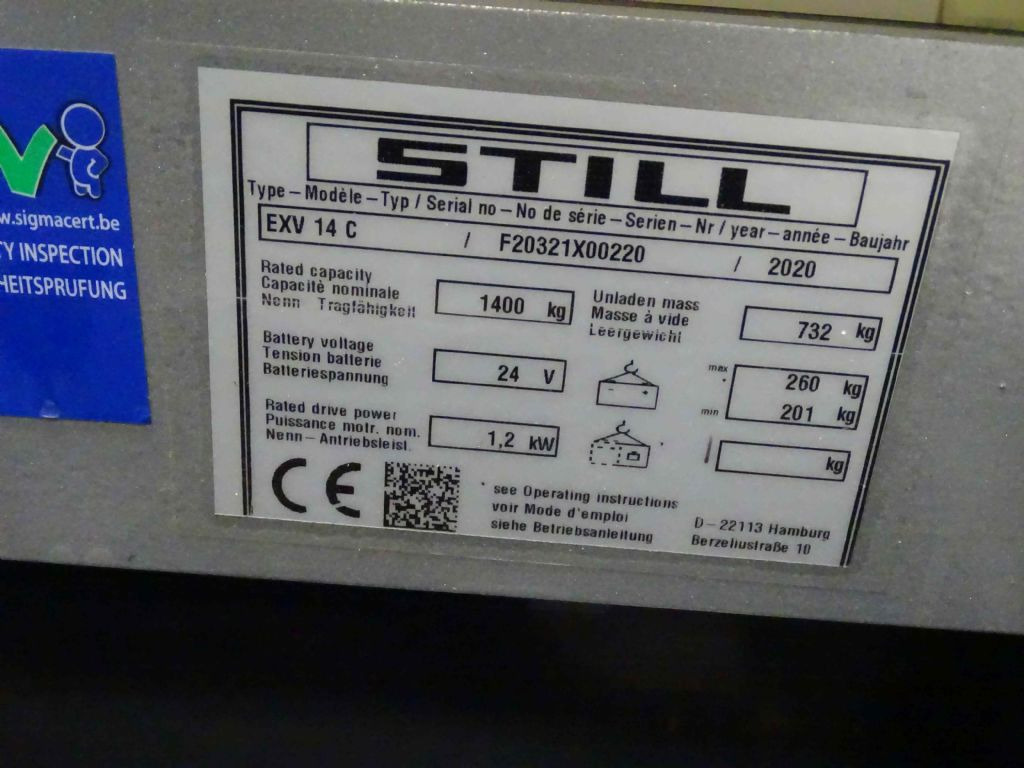 w.sigmacert.be
TY INSPECTION
HEITSPRUFUNG
STILL
Type – Modèle – Typ / Serial no – No de série – Serien – Nr / year – année – Baujahr
EXV 14 C / F20321X00220 / 2020
Rated capacity
Capacité nominale
Nenn Tragfähigkeit
1400 kg
Unladen mass
Masse à vide
Leergewicht
732 kg
Battery voltage
Tension batterie
Batteriespannung
24 V
max 260 kg
min 201 kg
Rated drive power
Puissance motr. nom.
Nenn – Antriebsleist.
1,2 kW
kg
CE
* see Operating instructions
voir Mode d'emploi
siehe Betriebsanleitung
D – 22113 Hamburg
Berzeliusstraße 10